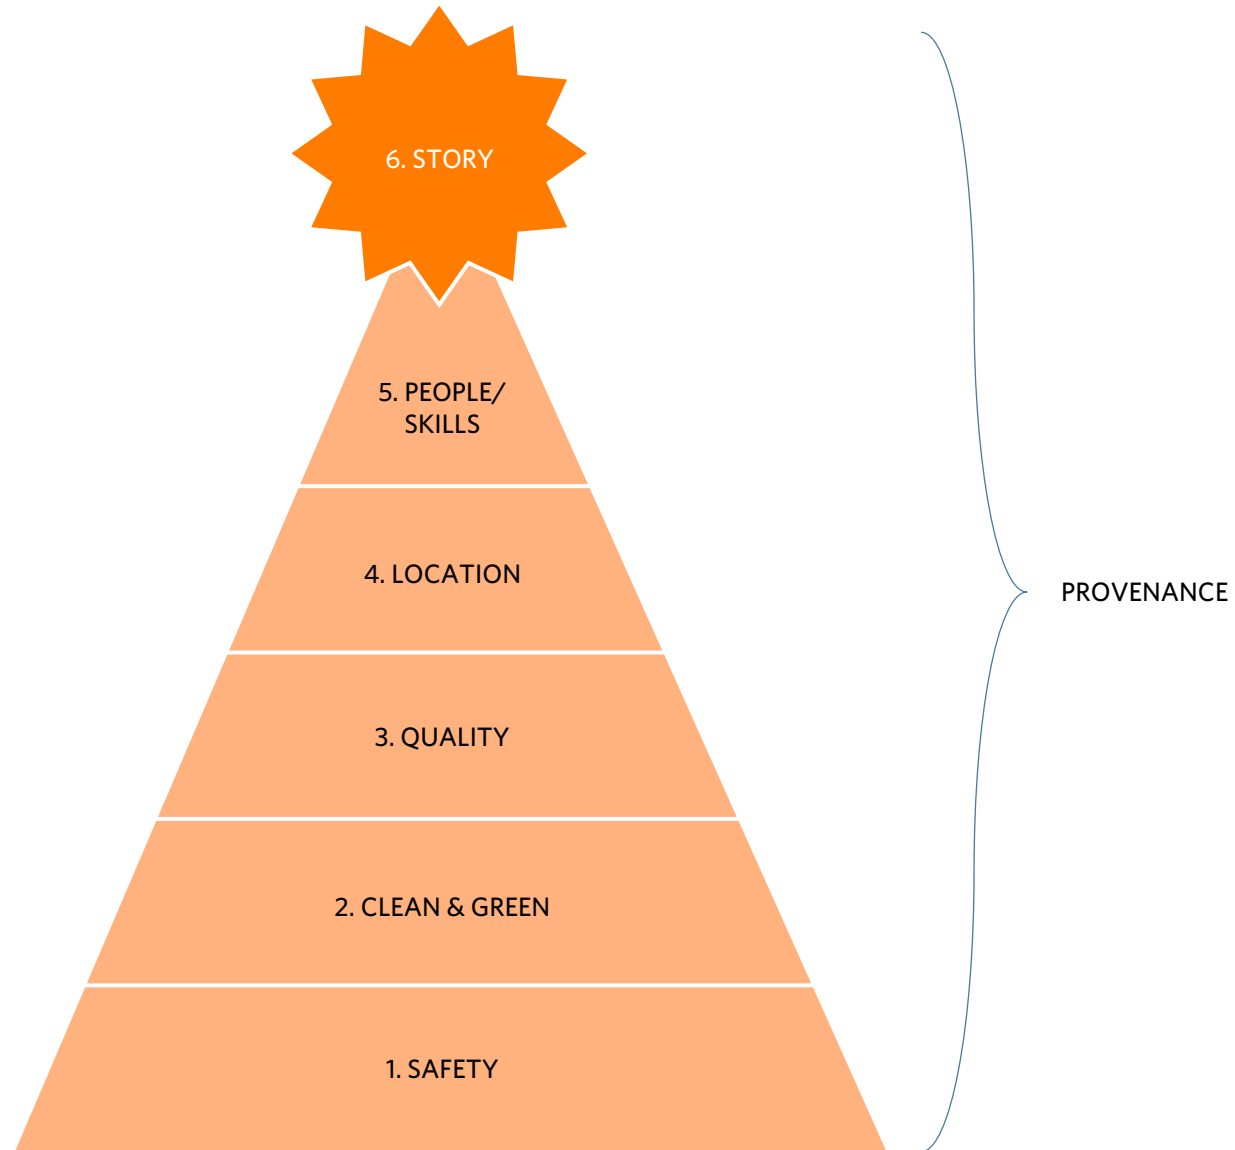 6. STORY
5. PEOPLE/
SKILLS
4. LOCATION
PROVENANCE
3. QUALITY
2. CLEAN & GREEN
1. SAFETY